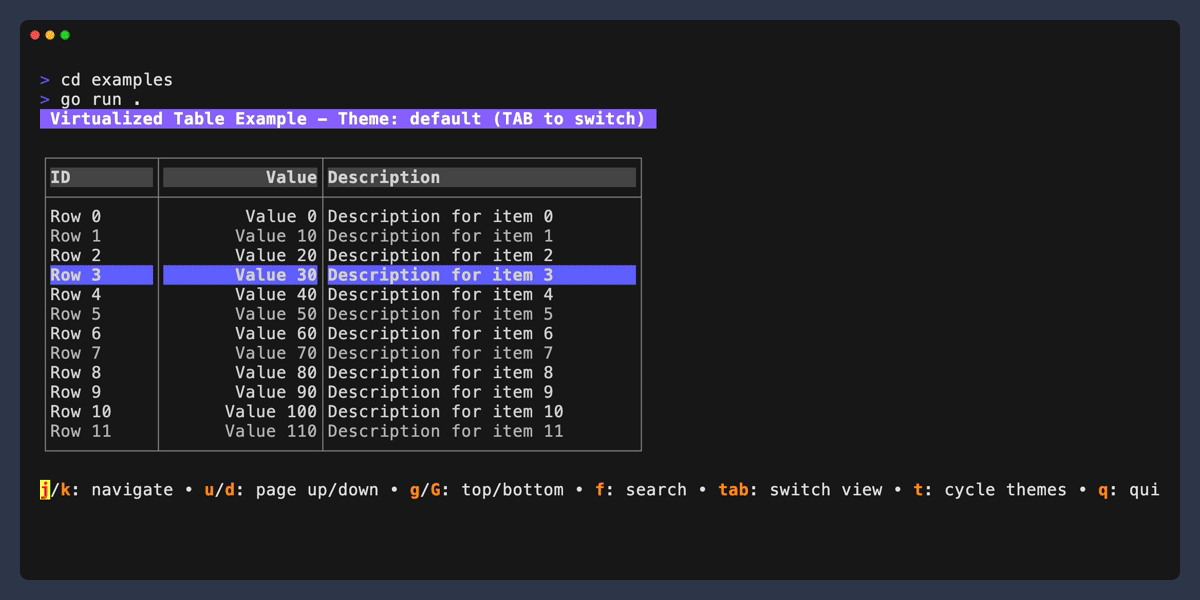 > cd examples
> go run .
Virtualized Table Example – Theme: default (TAB to switch)
ID Value Description
Row 0 Value 0 Description for item 0
Row 1 Value 10 Description for item 1
Row 2 Value 20 Description for item 2
Row 3 Value 30 Description for item 3
Row 4 Value 40 Description for item 4
Row 5 Value 50 Description for item 5
Row 6 Value 60 Description for item 6
Row 7 Value 70 Description for item 7
Row 8 Value 80 Description for item 8
Row 9 Value 90 Description for item 9
Row 10 Value 100 Description for item 10
Row 11 Value 110 Description for item 11
j/k: navigate • u/d: page up/down • g/G: top/bottom • f: search • tab: switch view • t: cycle themes • q: qui